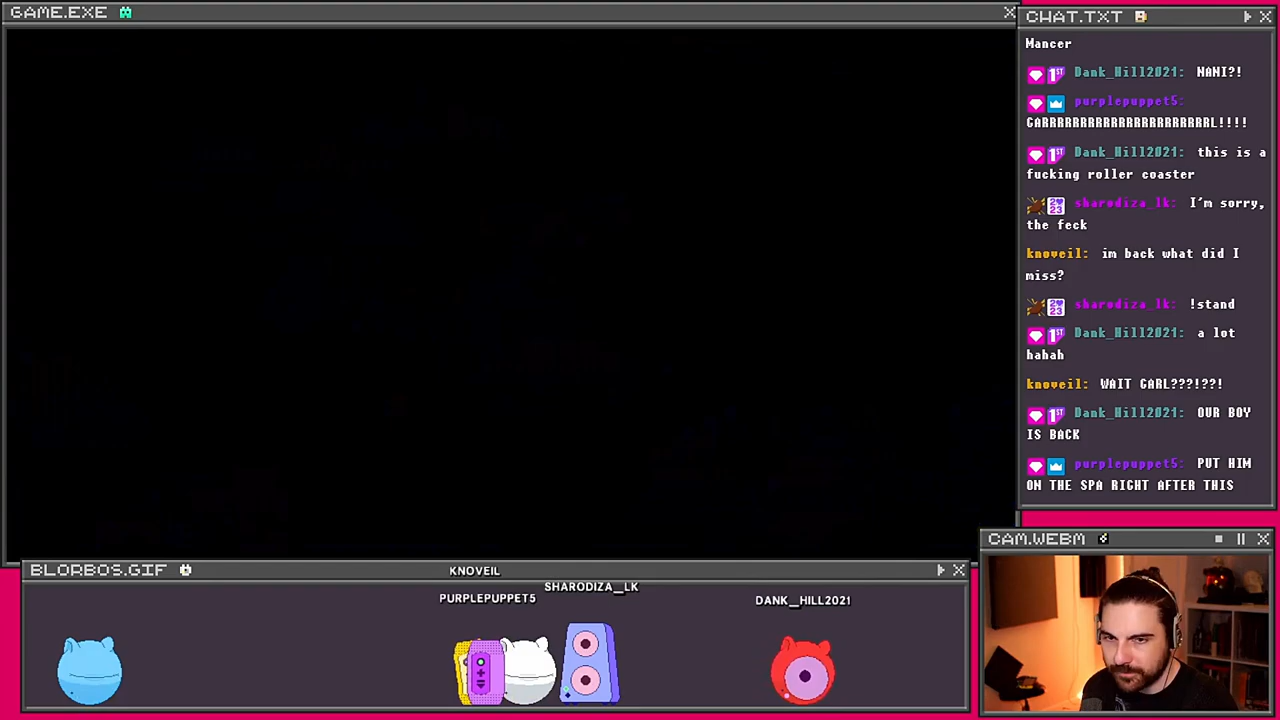 GAME.EXE
CHAT.TXT
Mancer
Dank_Hill2021: NANI?!
purplepuppet5:
GARRRRRRRRRRRRRRRRRRRRRRL!!!!
Dank_Hill2021: this is a
fucking roller coaster
sharodiza_lk: I'm sorry,
the feck
knoveil: im back what did I
miss?
sharodiza_lk: !stand
Dank_Hill2021: a lot
hahah
knoveil: WAIT GARL???!??!
Dank_Hill2021: OUR BOY
IS BACK
purplepuppet5: PUT HIM
ON THE SPA RIGHT AFTER THIS
CAM.WEBM
BLORBOS.GIF
KNOVEIL
SHARODIZA_LK
PURPLEPUPPET5
DANK_HILL2021